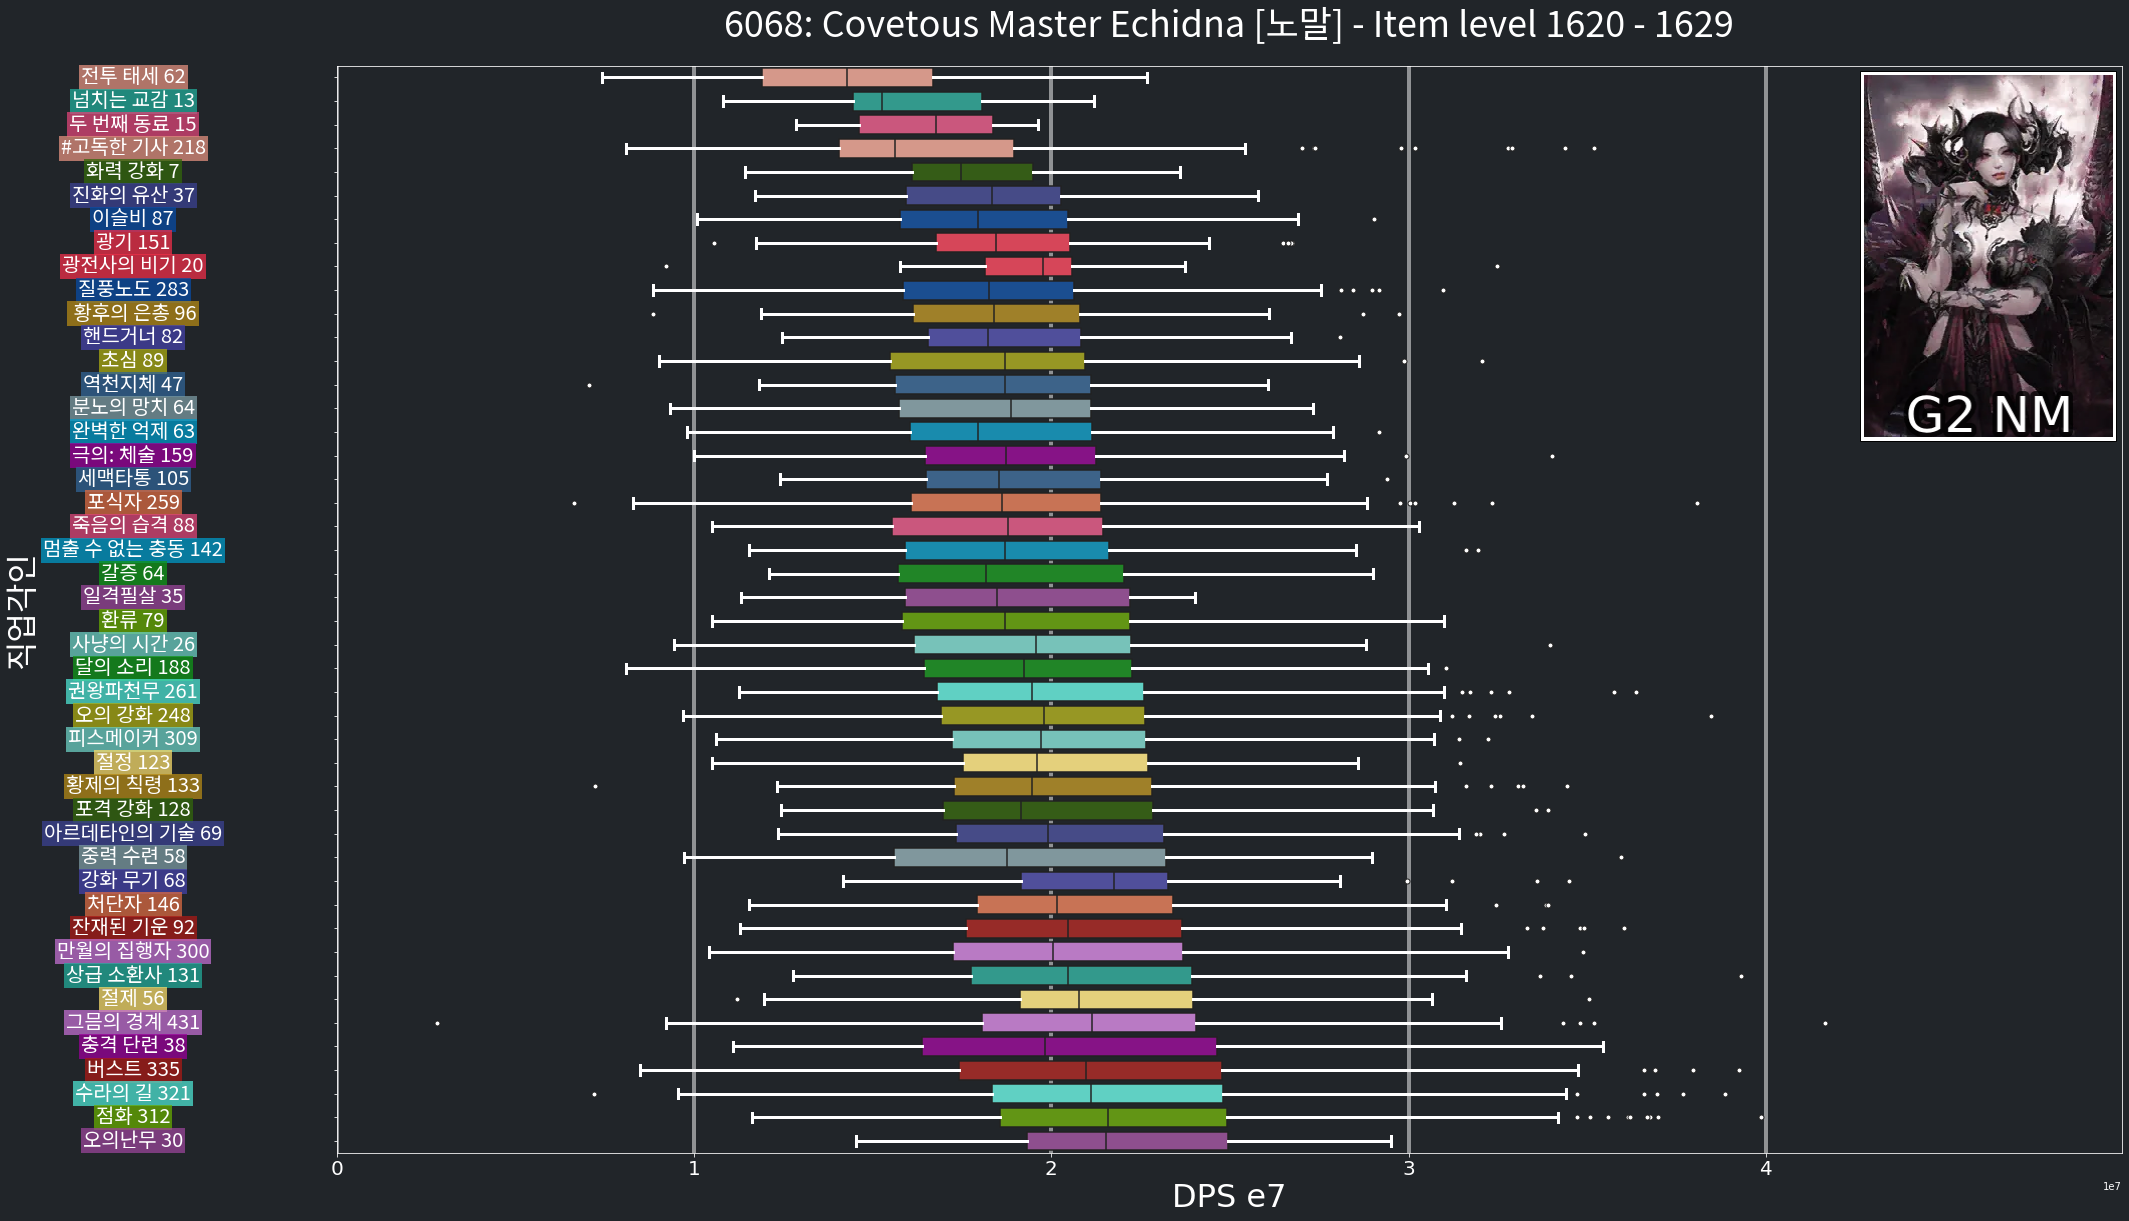 6068: Covetous Master Echidna [노말] - Item level 1620 - 1629
전투 태세 62
넘치는 교감 13
두 번째 동료 15
#고독한 기사 218
화력 강화 7
진화의 유산 37
이슬비 87
광기 151
광전사의 비기 20
질풍노도 283
황후의 은총 96
핸드거너 82
초심 89
역천지체 47
분노의 망치 64
완벽한 억제 63
극의: 체술 159
세맥타통 105
포식자 259
죽음의 습격 88
멈출 수 없는 충동 142
갈증 64
일격필살 35
환류 79
사냥의 시간 26
달의 소리 188
권왕파천무 261
오의 강화 248
피스메이커 309
절정 123
황제의 칙령 133
포격 강화 128
아르데타인의 기술 69
중력 수련 58
강화 무기 68
처단자 146
잔재된 기운 92
만월의 집행자 300
상급 소환사 131
절제 56
그믐의 경계 431
충격 단련 38
버스트 335
수라의 길 321
점화 312
오의난무 30
직업각인
G2 NM
0 1 2 3 4
DPS e7
1e7